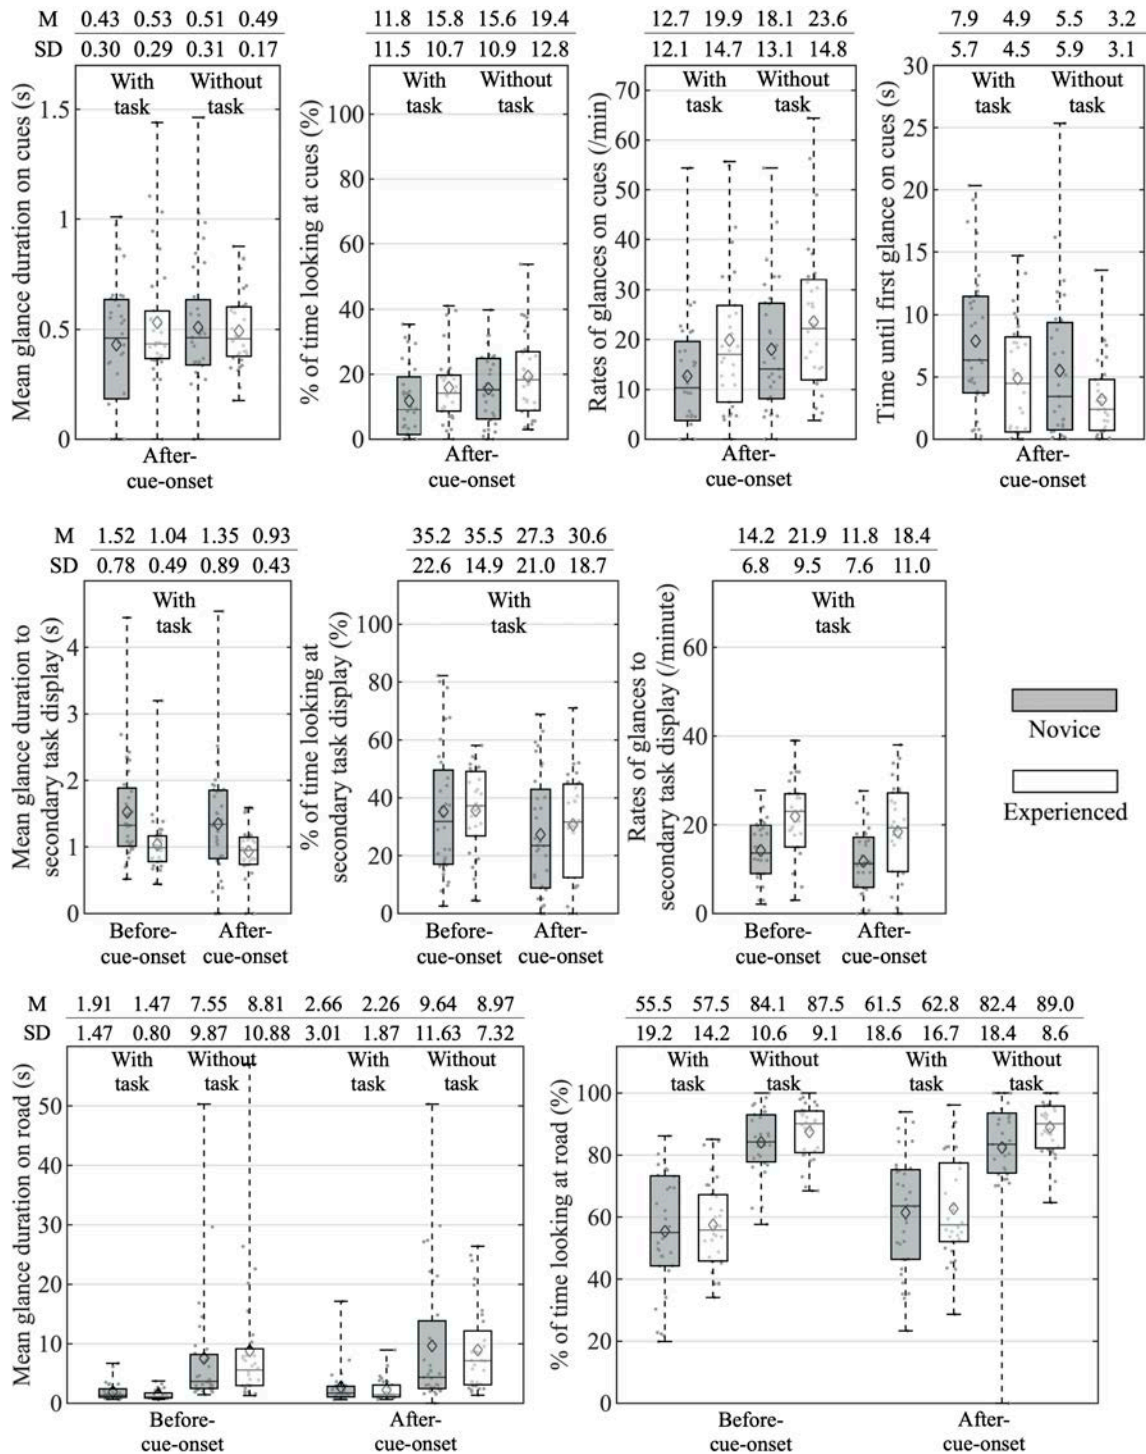 M 0.43 0.53 0.51 0.49 11.8 15.8 15.6 19.4 12.7 19.9 18.1 23.6 7.9 4.9 5.5 3.2
SD 0.30 0.29 0.31 0.17 11.5 10.7 10.9 12.8 12.1 14.7 13.1 14.8 5.7 4.5 5.9 3.1
Mean glance duration on cues (s)
1.5
1
0.5
0
With task
Without task
After-
cue-onset
% of time looking at cues (%)
100
80
60
40
20
0
With task
Without task
After-
cue-onset
Rates of glances on cues (/min)
70
60
50
40
30
20
10
0
With task
Without task
After-
cue-onset
Time until first glance on cues (s)
30
25
20
15
10
5
0
With task
Without task
After-
cue-onset
M 1.52 1.04 1.35 0.93 35.2 35.5 27.3 30.6 14.2 21.9 11.8 18.4
SD 0.78 0.49 0.89 0.43 22.6 14.9 21.0 18.7 6.8 9.5 7.6 11.0
Mean glance duration to
secondary task display (s)
4
3
2
1
0
With
task
Before-
cue-onset
After-
cue-onset
% of time looking at
secondary task display (%)
100
80
60
40
20
0
With
task
Before-
cue-onset
After-
cue-onset
Rates of glances to
secondary task display (/minute)
60
40
20
0
With
task
Before-
cue-onset
After-
cue-onset
Novice
Experienced
M 1.91 1.47 7.55 8.81 2.66 2.26 9.64 8.97 55.5 57.5 84.1 87.5 61.5 62.8 82.4 89.0
SD 1.47 0.80 9.87 10.88 3.01 1.87 11.63 7.32 19.2 14.2 10.6 9.1 18.6 16.7 18.4 8.6
Mean glance duration on road (s)
50
40
30
20
10
0
With task
Without task
With task
Without task
Before-
cue-onset
After-
cue-onset
% of time looking at road (%)
100
80
60
40
20
0
With task
Without task
With task
Without task
Before-
cue-onset
After-
cue-onset